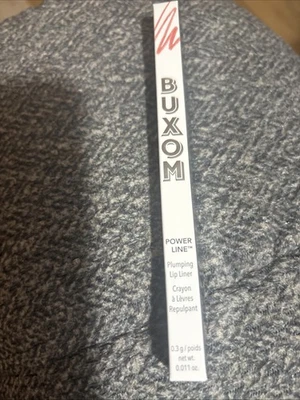 BUXOM
POWER
LINE™
Plumping
Lip Liner
Crayon
à Lèvres
Repulpant
0.3 g / poids
net wt.
0.011 oz.